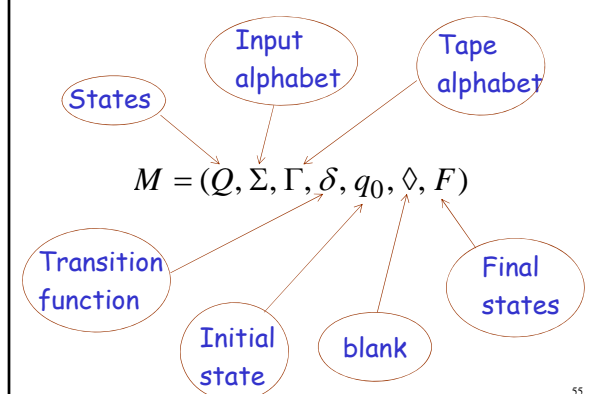 Input
alphabet
Tape
alphabet
States
M = (Q, Σ, Γ, δ, q₀, ◊, F)
Transition
function
Initial
state
blank
Final
states
55